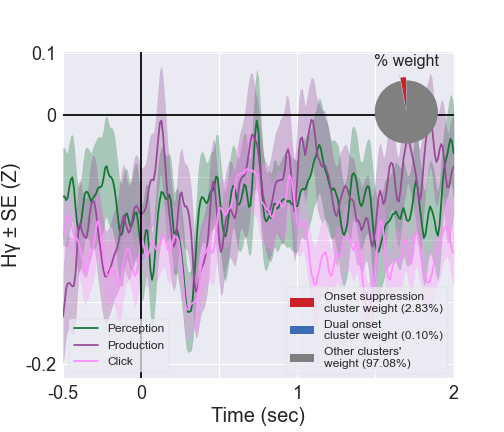 % weight
0.1
0
-0.2
Hγ ± SE (Z)
Perception
Production
Click
Onset suppression
cluster weight (2.83%)
Dual onset
cluster weight (0.10%)
Other clusters'
weight (97.08%)
-0.5
0
1
2
Time (sec)